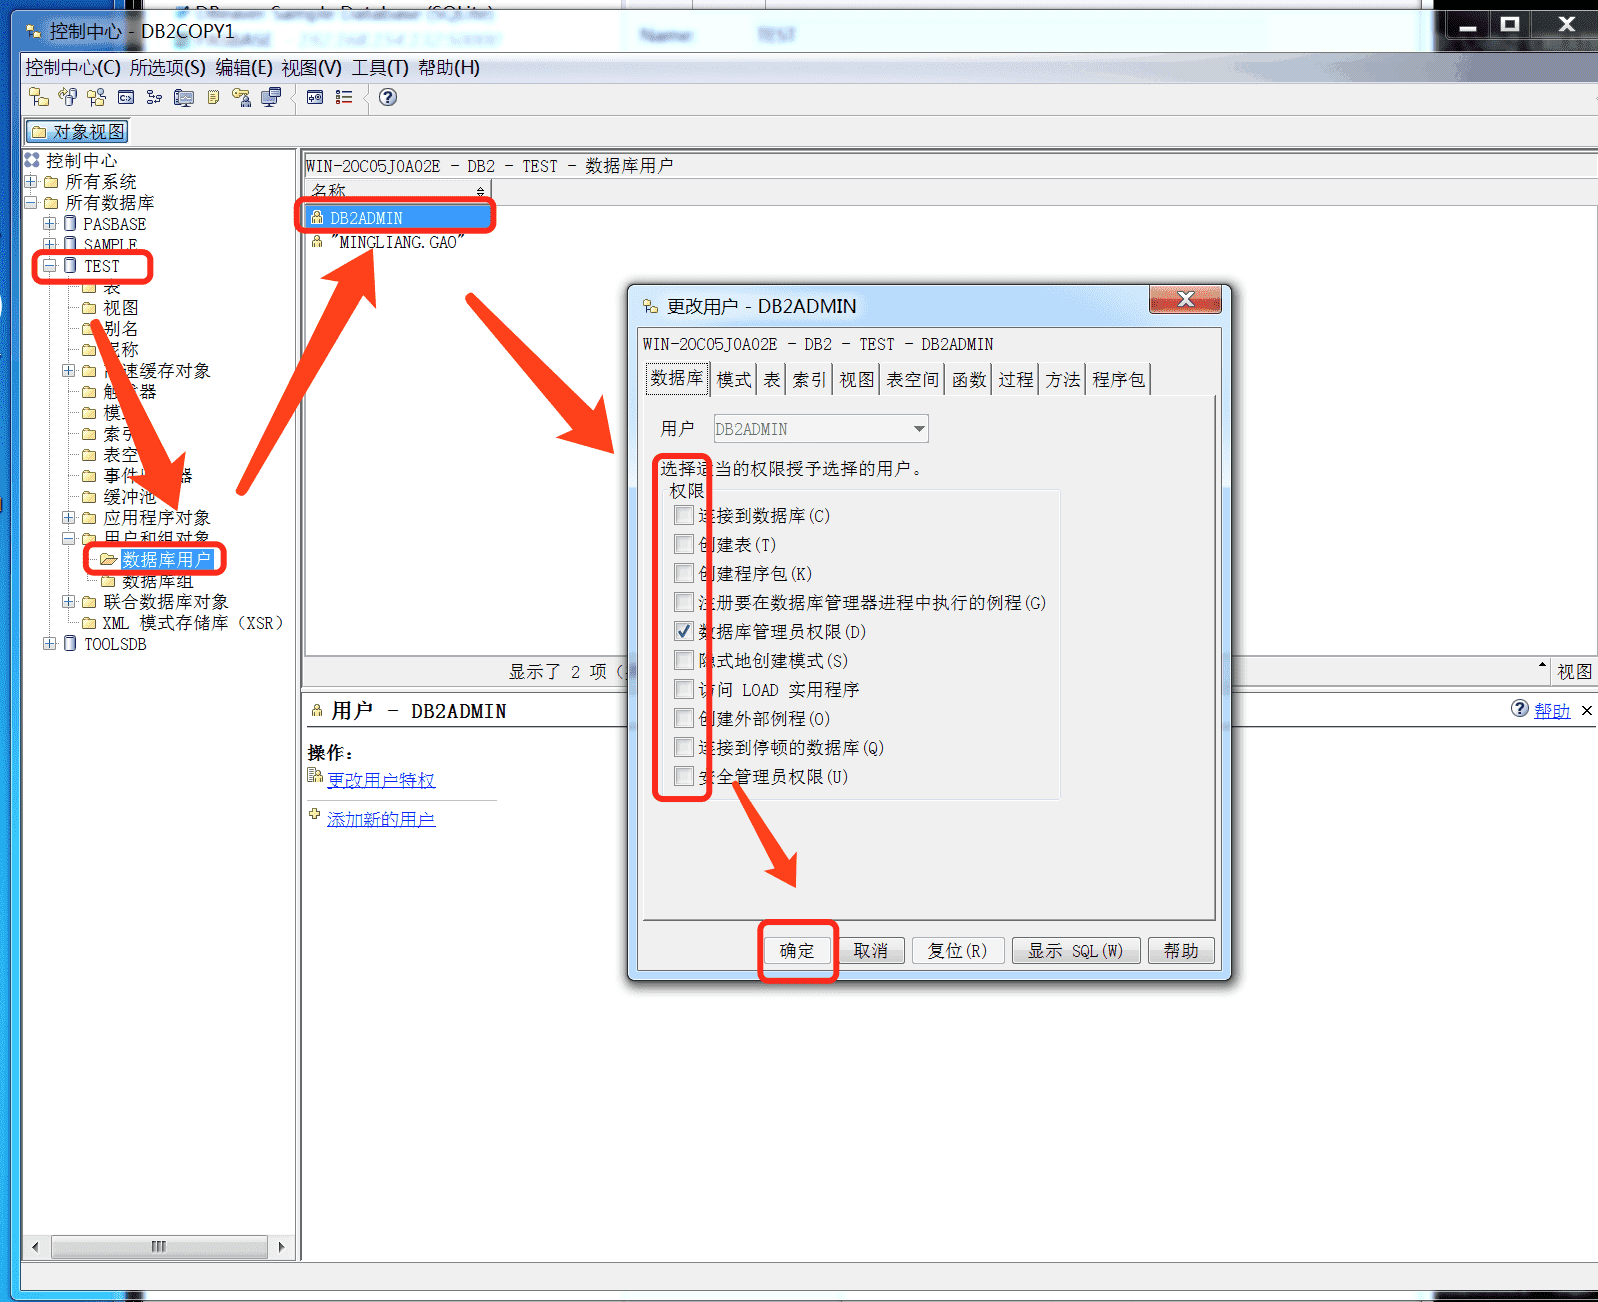 DBeaver Sample Database (SQLite)
控制中心 - DB2COPY1
Name:
TEST
控制中心(C) 所选项(S) 编辑(E) 视图(V) 工具(T) 帮助(H)
对象视图
控制中心
所有系统
所有数据库
PASBASE
SAMPLE
TEST
表
视图
别名
昵称
高速缓存对象
触发器
模式
索引
表空
事件 器
缓冲池
应用程序对象
用户和组对象
数据库用户
数据库组
联合数据库对象
XML 模式存储库（XSR）
TOOLSDB
WIN-2OC05J0A02E - DB2 - TEST - 数据库用户
名称
DB2ADMIN
"MINGLIANG.GAO"
显示了 2 项（
视图
用户 - DB2ADMIN
帮助
操作：
更改用户特权
添加新的用户
更改用户 - DB2ADMIN
WIN-2OC05J0A02E - DB2 - TEST - DB2ADMIN
数据库 模式 表 索引 视图 表空间 函数 过程 方法 程序包
用户 DB2ADMIN
选择适当的权限授予选择的用户。
权限
连接到数据库(C)
创建表(T)
创建程序包(K)
注册要在数据库管理器进程中执行的例程(G)
数据库管理员权限(D)
隐式地创建模式(S)
访问 LOAD 实用程序
创建外部例程(O)
连接到停顿的数据库(Q)
安全管理员权限(U)
确定 取消 复位(R) 显示 SQL(W) 帮助